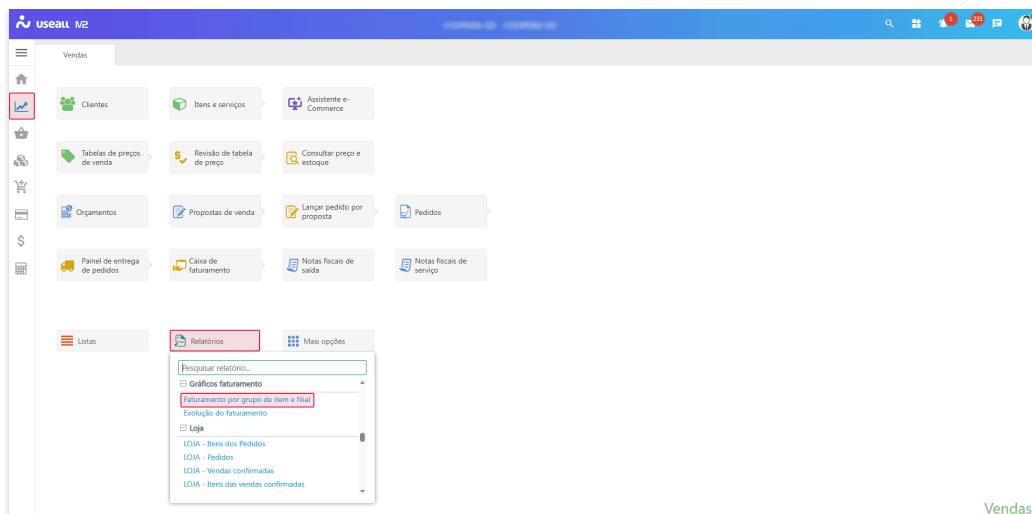 useall M2
1
231
Vendas
Clientes
Itens e serviços
Assistente e-
Commerce
Tabelas de preços
de venda
Revisão de tabela
de preço
Consultar preço e
estoque
Orçamentos
Propostas de venda
Lançar pedido por
proposta
Pedidos
Painel de entrega
de pedidos
Caixa de
faturamento
Notas fiscais de
saída
Notas fiscais de
serviço
Listas
Relatórios
Mais opções
Pesquisar relatório...
Gráficos faturamento
Faturamento por grupo de item e filial
Evolução do faturamento
Loja
LOJA - Itens dos Pedidos
LOJA - Pedidos
LOJA - Vendas confirmadas
LOJA - Itens das vendas confirmadas
Vendas